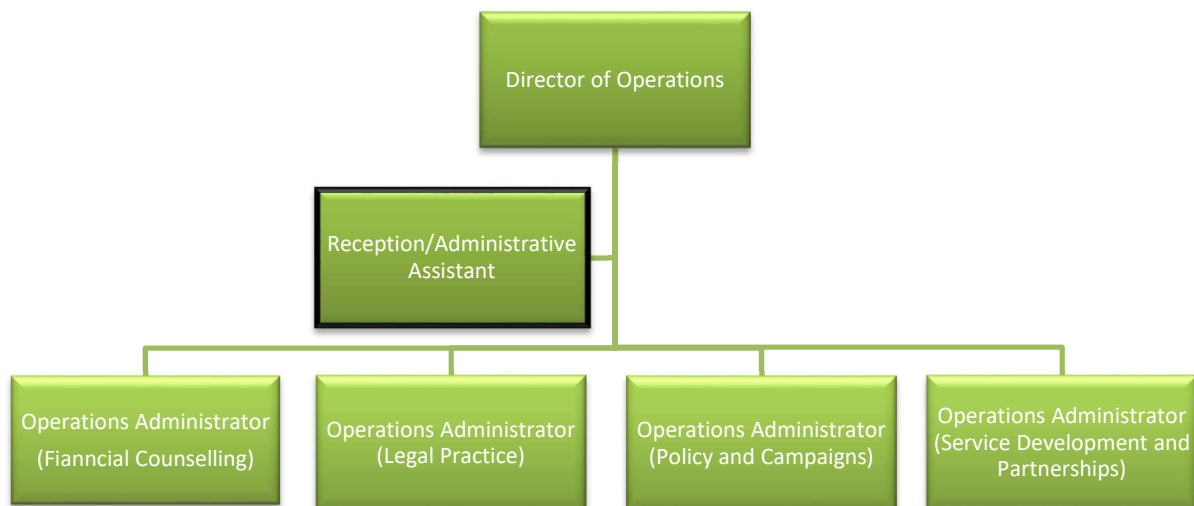 Director of Operations
Reception/Administrative
Assistant
Operations Administrator
(Fianncial Counselling)
Operations Administrator
(Legal Practice)
Operations Administrator
(Policy and Campaigns)
Operations Administrator
(Service Development and
Partnerships)